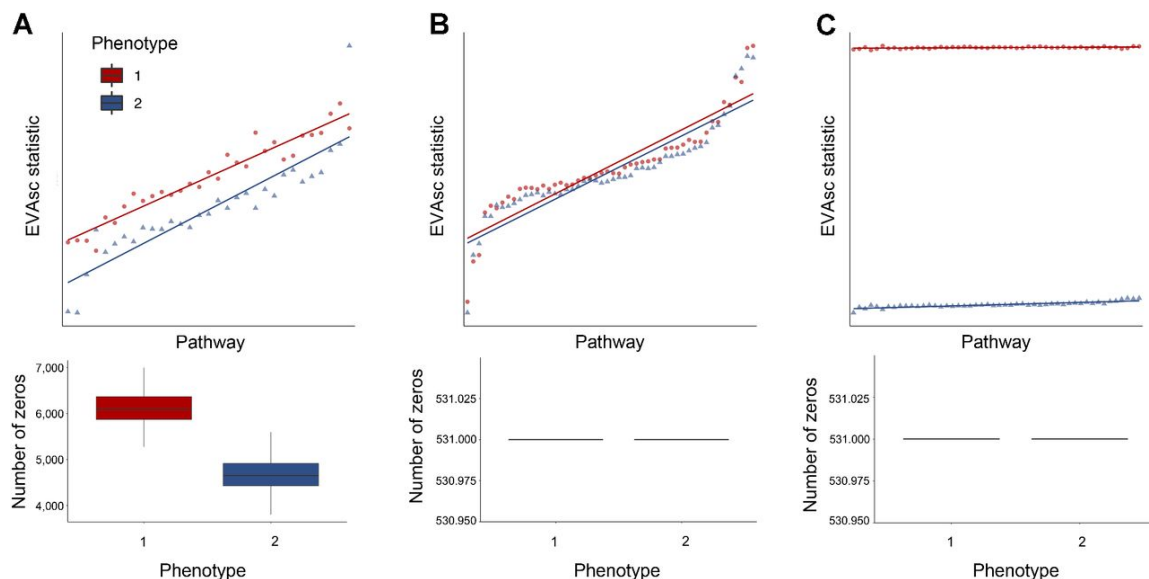 A
Phenotype
1
2
EVAsc statistic
Pathway
B
EVAsc statistic
Pathway
C
EVAsc statistic
Pathway
Number of zeros
7,000
6,000
5,000
4,000
1 2
Phenotype
Number of zeros
531.025
531.000
530.975
530.950
1 2
Phenotype
Number of zeros
531.025
531.000
530.975
530.950
1 2
Phenotype